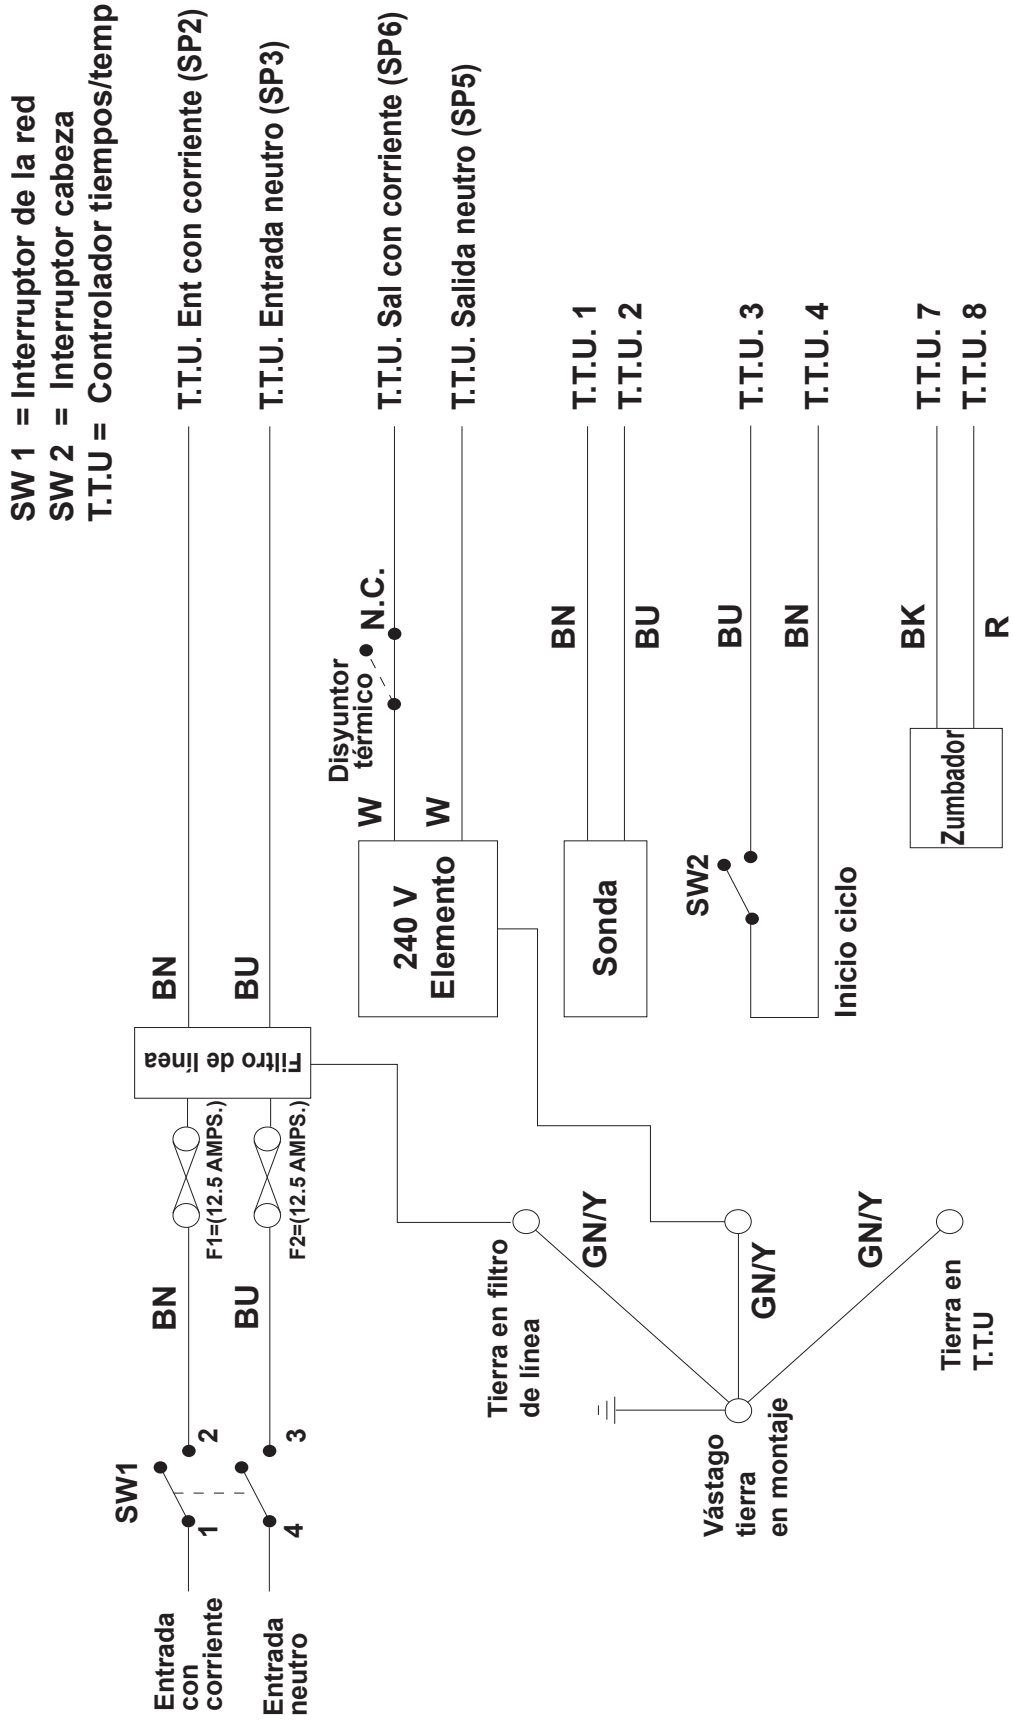 SW 1 = Interruptor de la red
SW 2 = Interruptor cabeza
T.T.U = Controlador tiempos/temp
Entrada
con
corriente
Entrada
neutro
SW1
1
2
4
3
BN
BU
F1=(12.5 AMPS.)
F2=(12.5 AMPS.)
Filtro de línea
BN
BU
T.T.U. Ent con corriente (SP2)
T.T.U. Entrada neutro (SP3)
240 V
Elemento
W
W
Disyuntor
térmico
N.C.
T.T.U. Sal con corriente (SP6)
T.T.U. Salida neutro (SP5)
Sonda
BN
BU
T.T.U. 1
T.T.U. 2
SW2
Inicio ciclo
BU
BN
T.T.U. 3
T.T.U. 4
Zumbador
BK
R
T.T.U. 7
T.T.U. 8
Tierra en filtro
de línea
GN/Y
GN/Y
GN/Y
Vástago
tierra
en montaje
Tierra en
T.T.U